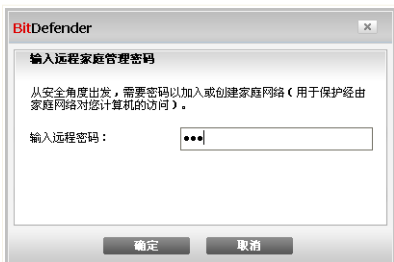 BitDefender
输入远程家庭管理密码
从安全角度出发，需要密码以加入或创建家庭网络（用于保护经由
家庭网络对您计算机的访问）。
输入远程密码： •••
确定 取消